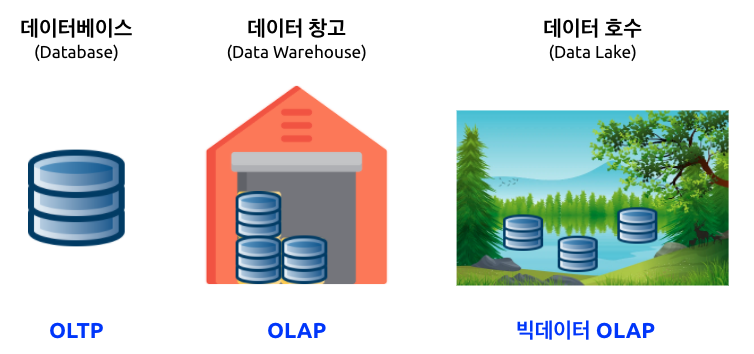 데이터베이스
(Database)
데이터 창고
(Data Warehouse)
데이터 호수
(Data Lake)
OLTP
OLAP
빅데이터 OLAP